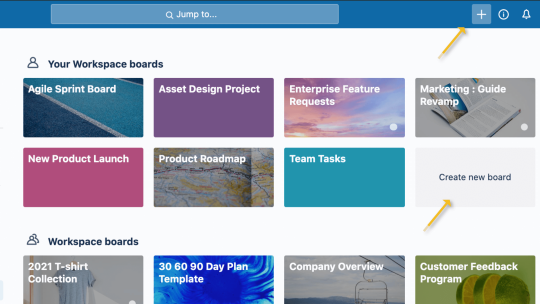 Jump to...
Your Workspace boards
Agile Sprint Board
Asset Design Project
Enterprise Feature
Requests
Marketing : Guide
Revamp
New Product Launch
Product Roadmap
Team Tasks
Create new board
Workspace boards
2021 T-shirt
Collection
30 60 90 Day Plan
Template
Company Overview
Customer Feedback
Program